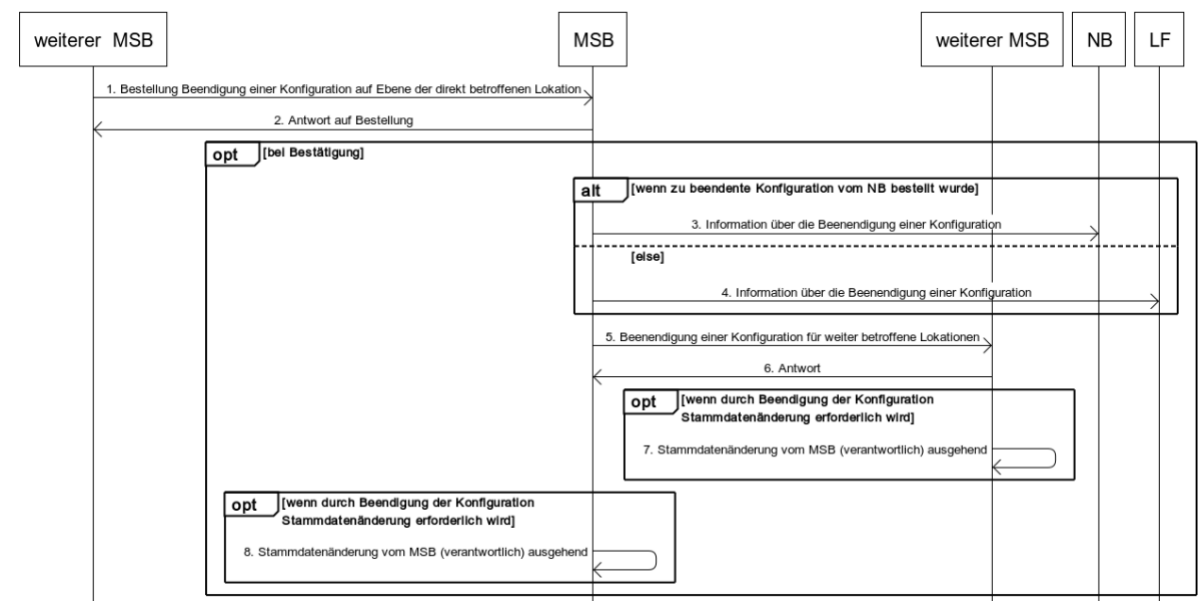 weiterer MSB
MSB
weiterer MSB
NB
LF
1. Bestellung Beendigung einer Konfiguration auf Ebene der direkt betroffenen Lokation
2. Antwort auf Bestellung
opt [bei Bestätigung]
alt [wenn zu beendente Konfiguration vom NB bestellt wurde]
3. Information über die Beenendigung einer Konfiguration
[else]
4. Information über die Beenendigung einer Konfiguration
5. Beenendigung einer Konfiguration für weiter betroffene Lokationen
6. Antwort
opt [wenn durch Beendigung der Konfiguration
Stammdatenänderung erforderlich wird]
7. Stammdatenänderung vom MSB (verantwortlich) ausgehend
opt [wenn durch Beendigung der Konfiguration
Stammdatenänderung erforderlich wird]
8. Stammdatenänderung vom MSB (verantwortlich) ausgehend